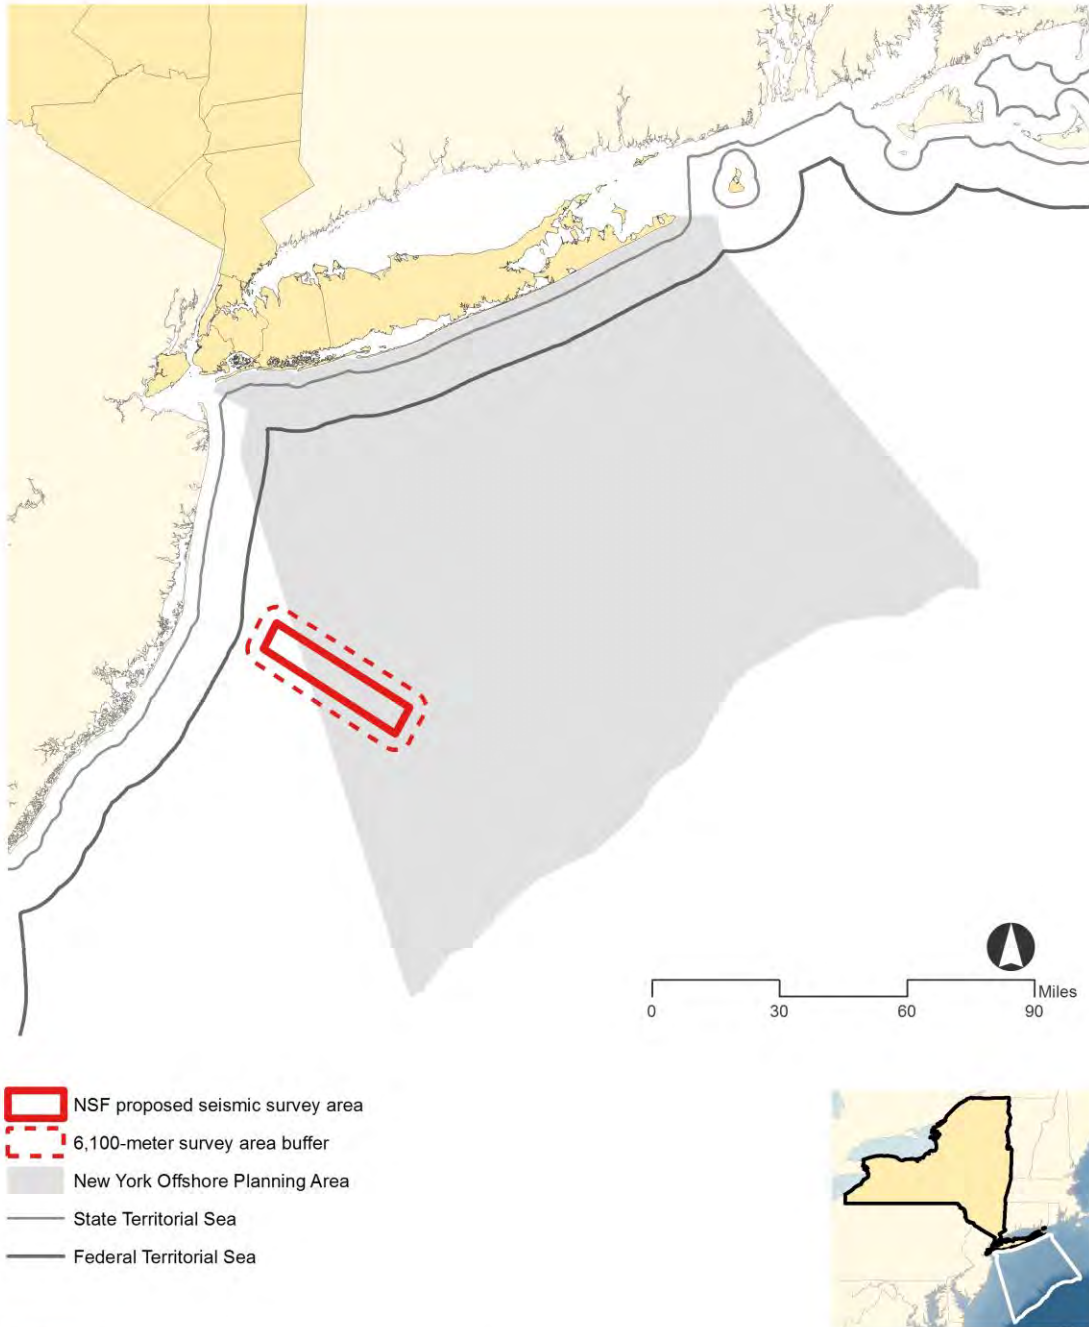 Miles
0 30 60 90
NSF proposed seismic survey area
6,100-meter survey area buffer
New York Offshore Planning Area
State Territorial Sea
Federal Territorial Sea